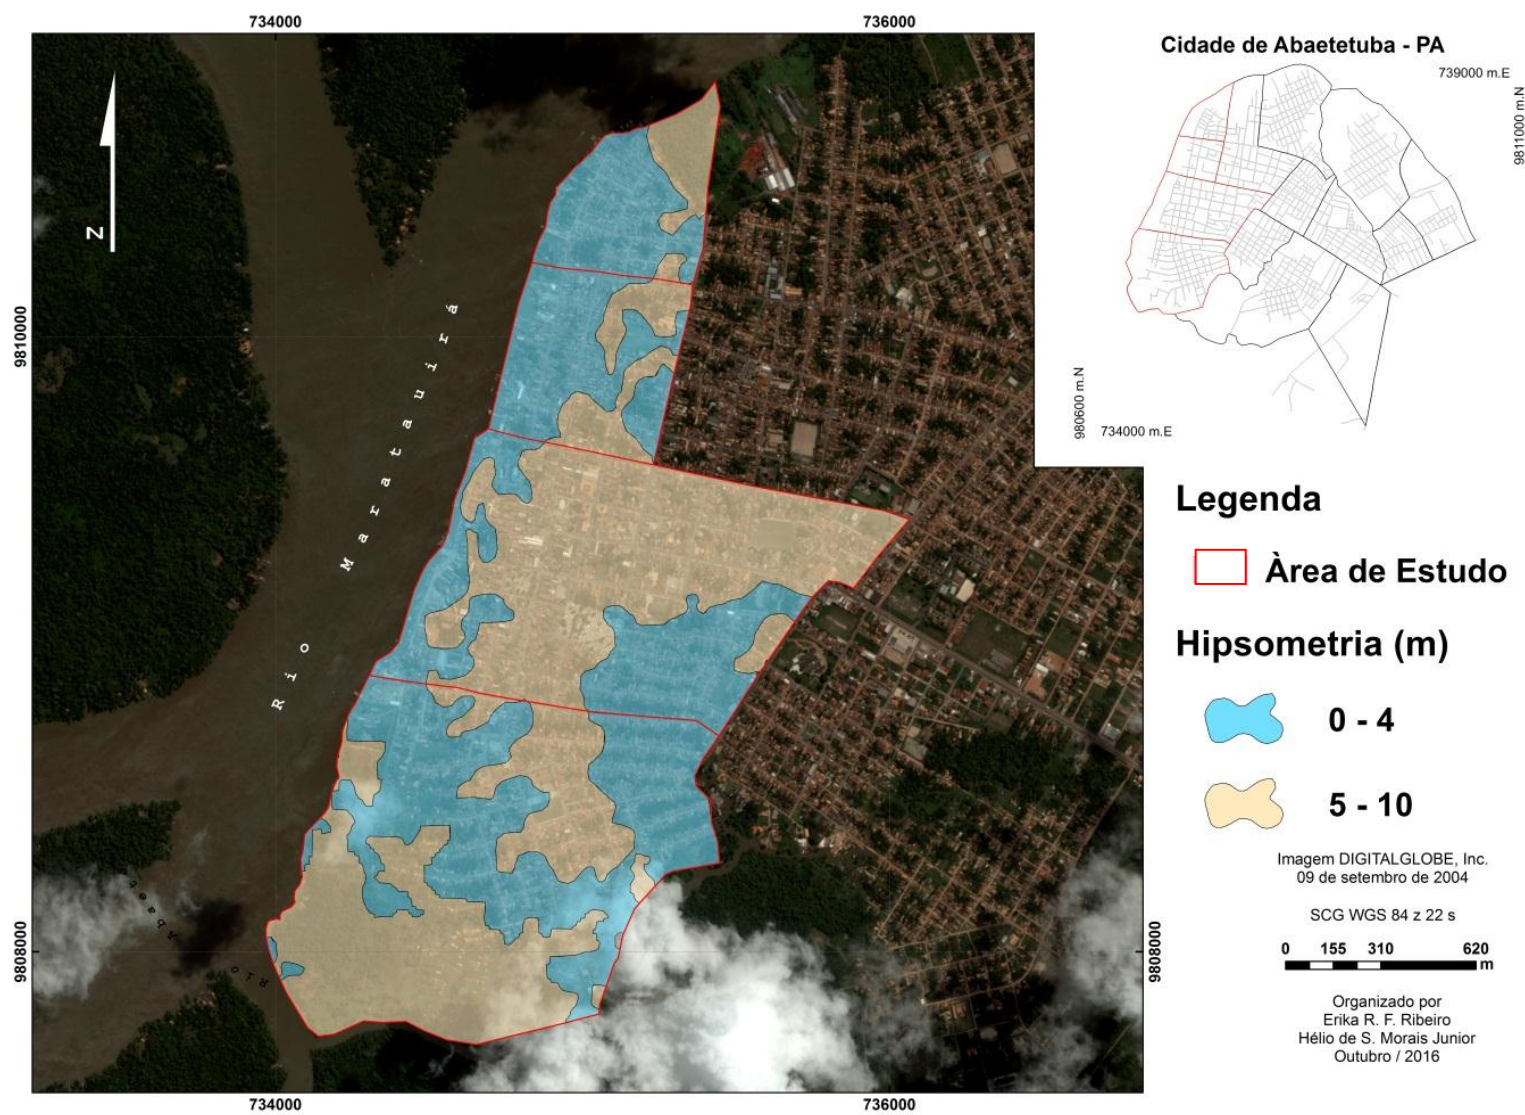 734000
736000
Cidade de Abaetetuba - PA
739000 m.E
9811000 m.N
N
9810000
Rio Maratauirá
980600 m.N
734000 m.E
Legenda
Àrea de Estudo
Hipsometria (m)
0 - 4
5 - 10
Imagem DIGITALGLOBE, Inc.
09 de setembro de 2004
SCG WGS 84 z 22 s
0 155 310 620
m
Organizado por
Erika R. F. Ribeiro
Hélio de S. Morais Junior
Outubro / 2016
Rio Abaet
9808000
9808000
734000
736000